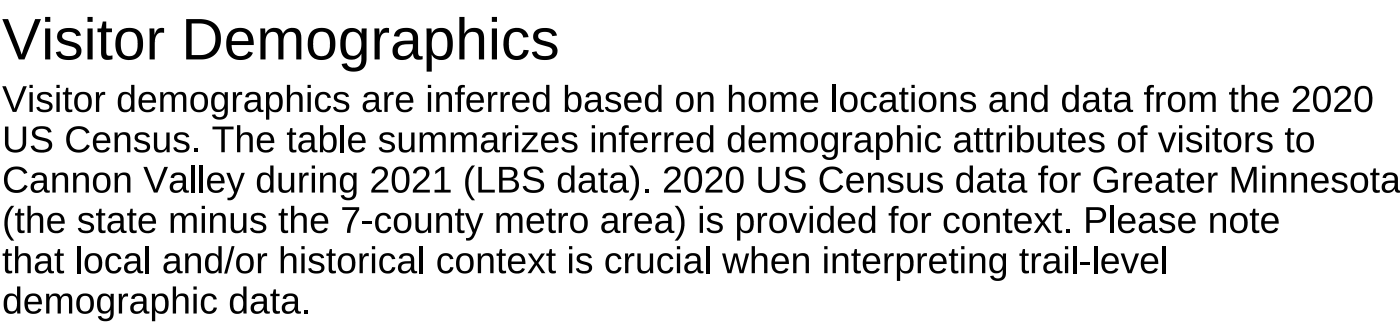 Visitor Demographics
Visitor demographics are inferred based on home locations and data from the 2020
US Census. The table summarizes inferred demographic attributes of visitors to
Cannon Valley during 2021 (LBS data). 2020 US Census data for Greater Minnesota
(the state minus the 7-county metro area) is provided for context. Please note
that local and/or historical context is crucial when interpreting trail-level
demographic data.